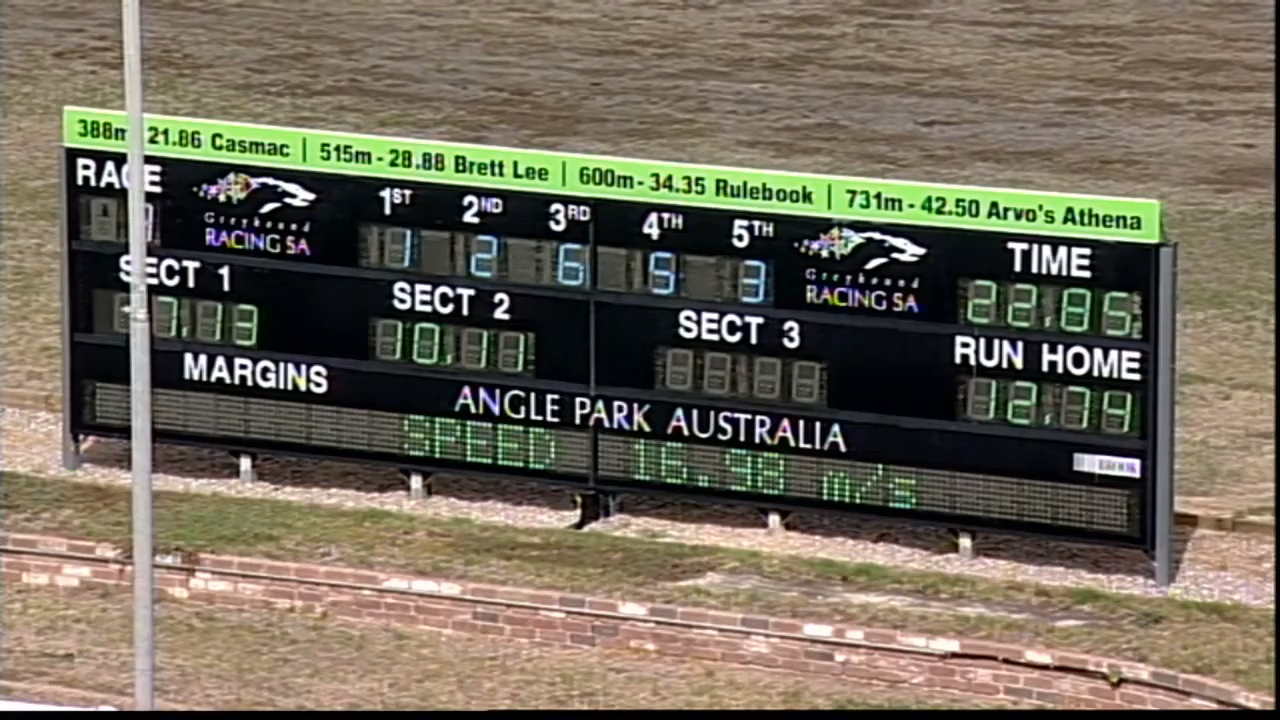 388m 21.86 Casmac | 515m - 28.88 Brett Lee | 600m - 34.35 Rulebook | 731m - 42.50 Arvo's Athena
RACE
Greyhound
RACING SA
1ST 2ND 3RD 4TH 5TH
1 2 6 5 3
Greyhound
RACING SA
TIME
22.85
SECT 1
7.13
SECT 2
10.11
SECT 3
RUN HOME
12.74
MARGINS
ANGLE PARK AUSTRALIA
SPEED 16.98 m/s